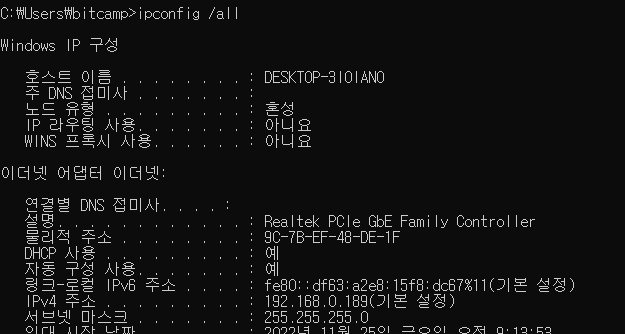 C:₩Users₩bitcamp>ipconfig /all
Windows IP 구성
호스트 이름 . . . . . . . . : DESKTOP-3IOIANO
주 DNS 접미사 . . . . . . . :
노드 유형 . . . . . . . . . : 혼성
IP 라우팅 사용. . . . . . . : 아니요
WINS 프록시 사용. . . . . . : 아니요
이더넷 어댑터 이더넷:
연결별 DNS 접미사. . . . :
설명. . . . . . . . . . . . : Realtek PCIe GbE Family Controller
물리적 주소 . . . . . . . . : 9C-7B-EF-48-DE-1F
DHCP 사용 . . . . . . . . . : 예
자동 구성 사용. . . . . . . : 예
링크-로컬 IPv6 주소 . . . . : fe80::df63:a2e8:15f8:dc67%11(기본 설정)
IPv4 주소 . . . . . . . . . : 192.168.0.189(기본 설정)
서브넷 마스크 . . . . . . . : 255.255.255.0
임대 시작 날짜. . . . . . . : 2022년 11월 25일 금요일 오전 9:13:53